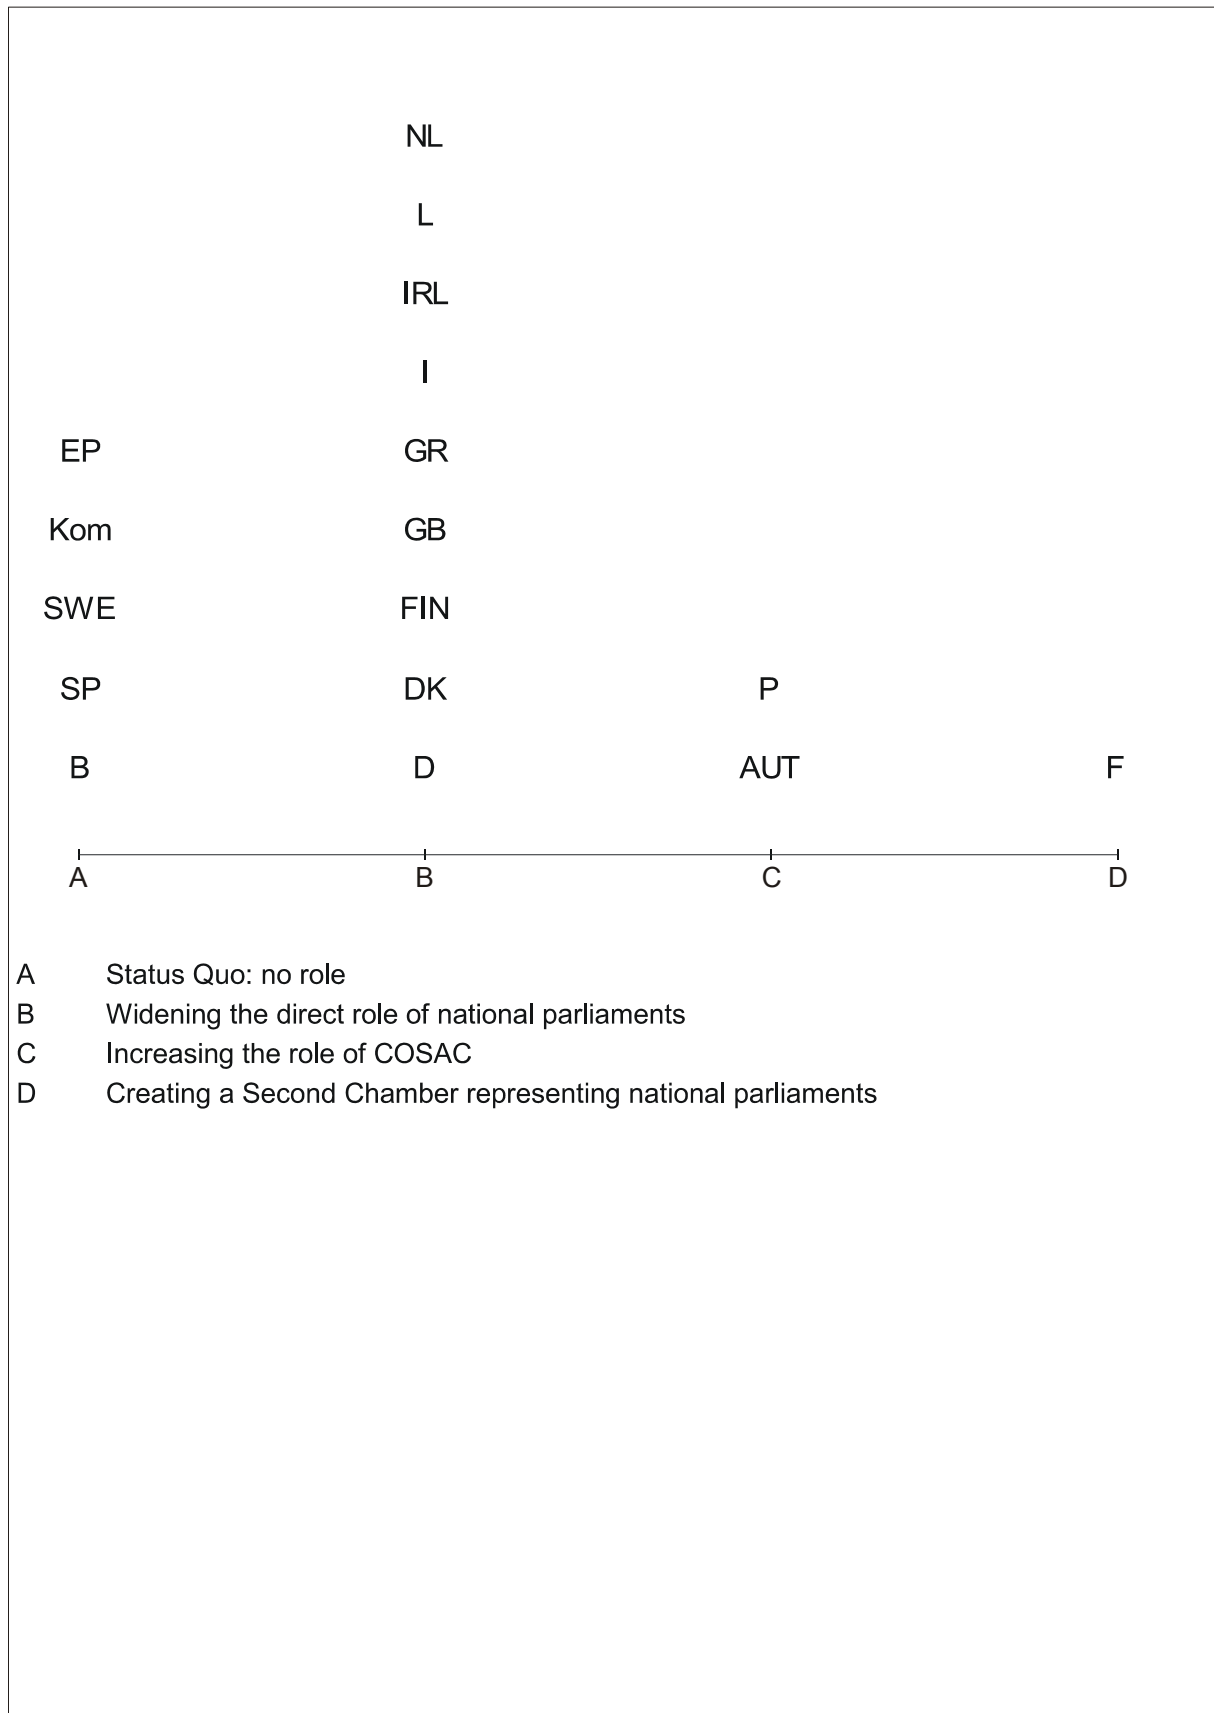 NL
L
IRL
I
EP GR
Kom GB
SWE FIN
SP DK P
B D AUT F
A B C D
A Status Quo: no role
B Widening the direct role of national parliaments
C Increasing the role of COSAC
D Creating a Second Chamber representing national parliaments